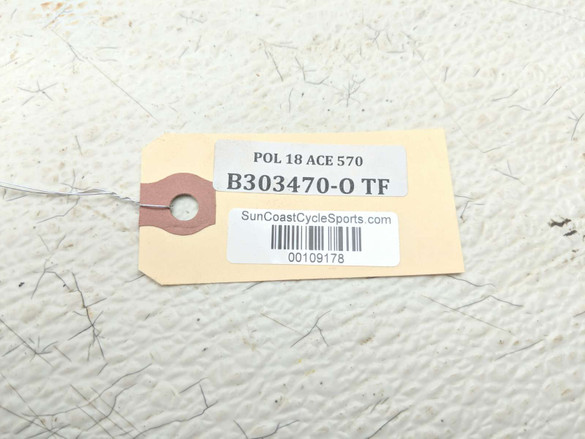 POL 18 ACE 570
B303470-O TF
SunCoastCycleSports.com
00109178